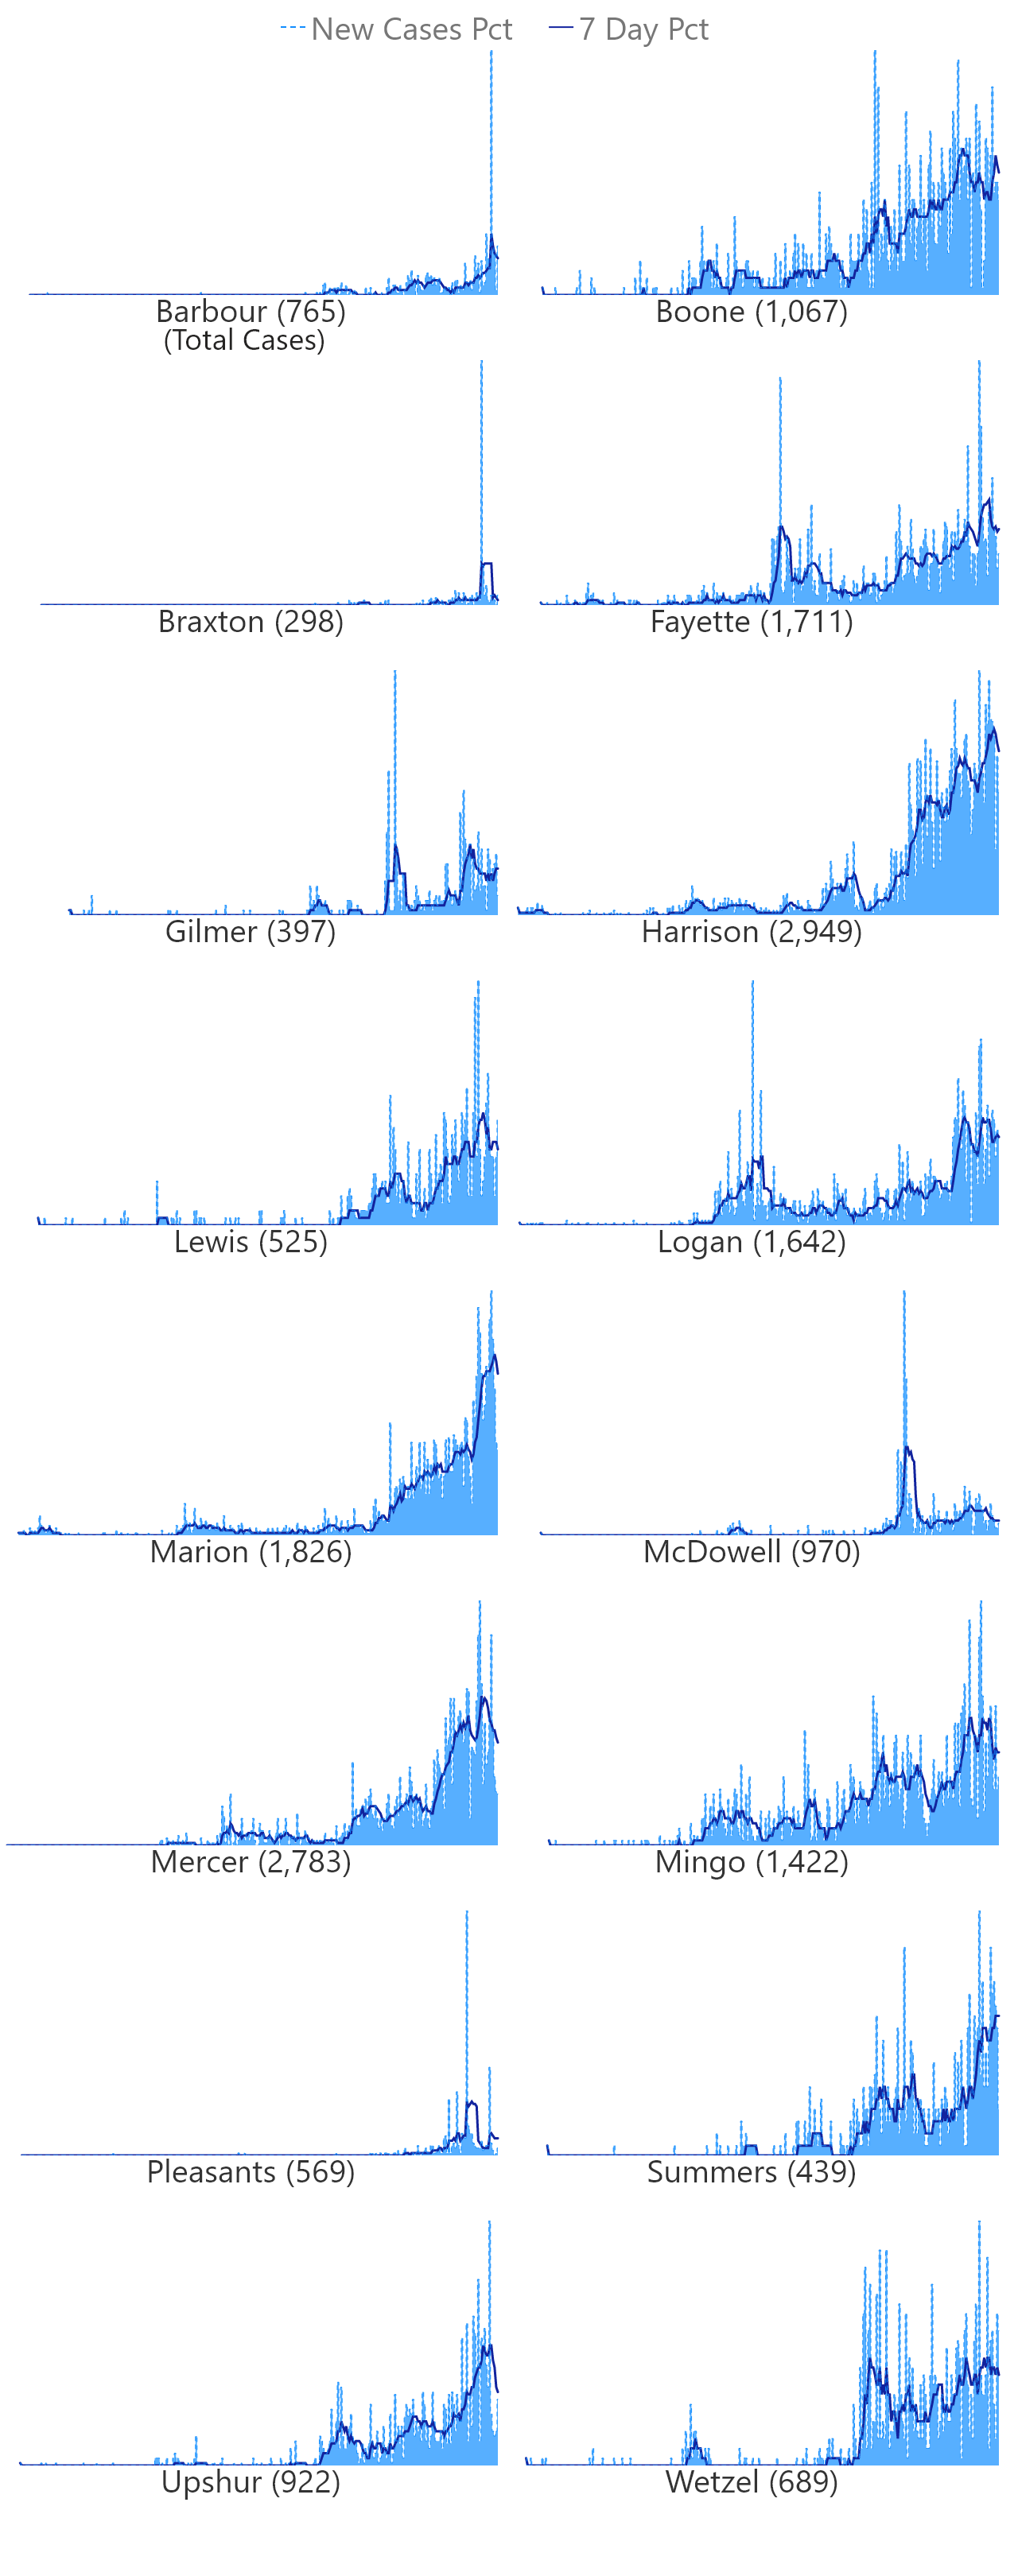 New Cases Pct 7 Day Pct
Barbour (765) Boone (1,067)
(Total Cases)
Braxton (298) Fayette (1,711)
Gilmer (397) Harrison (2,949)
Lewis (525) Logan (1,642)
Marion (1,826) McDowell (970)
Mercer (2,783) Mingo (1,422)
Pleasants (569) Summers (439)
Upshur (922) Wetzel (689)